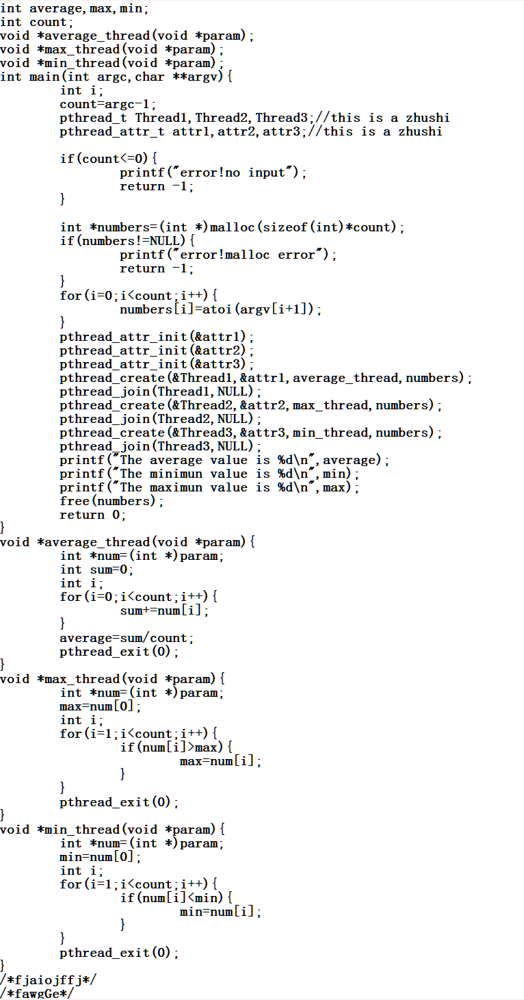 int average,max,min;
int count;
void *average_thread(void *param);
void *max_thread(void *param);
void *min_thread(void *param);
int main(int argc,char **argv){
        int i;
        count=argc-1;
        pthread_t Thread1,Thread2,Thread3;//this is a zhushi
        pthread_attr_t attr1,attr2,attr3;//this is a zhushi

        if(count<=0){
                printf("error!no input");
                return -1;
        }

        int *numbers=(int *)malloc(sizeof(int)*count);
        if(numbers!=NULL){
                printf("error!malloc error");
                return -1;
        }
        for(i=0;i<count;i++){
                numbers[i]=atoi(argv[i+1]);
        }
        pthread_attr_init(&attr1);
        pthread_attr_init(&attr2);
        pthread_attr_init(&attr3);
        pthread_create(&Thread1,&attr1,average_thread,numbers);
        pthread_join(Thread1,NULL);
        pthread_create(&Thread2,&attr2,max_thread,numbers);
        pthread_join(Thread2,NULL);
        pthread_create(&Thread3,&attr3,min_thread,numbers);
        pthread_join(Thread3,NULL);
        printf("The average value is %d\n",average);
        printf("The minimun value is %d\n",min);
        printf("The maximun value is %d\n",max);
        free(numbers);
        return 0;
}
void *average_thread(void *param){
        int *num=(int *)param;
        int sum=0;
        int i;
        for(i=0;i<count;i++){
                sum+=num[i];
        }
        average=sum/count;
        pthread_exit(0);
}
void *max_thread(void *param){
        int *num=(int *)param;
        max=num[0];
        int i;
        for(i=1;i<count;i++){
                if(num[i]>max){
                        max=num[i];
                }
        }
        pthread_exit(0);
}
void *min_thread(void *param){
        int *num=(int *)param;
        min=num[0];
        int i;
        for(i=1;i<count;i++){
                if(num[i]<min){
                        min=num[i];
                }
        }
        pthread_exit(0);
}
/*fjaiojffj*/
/*fawgGe*/